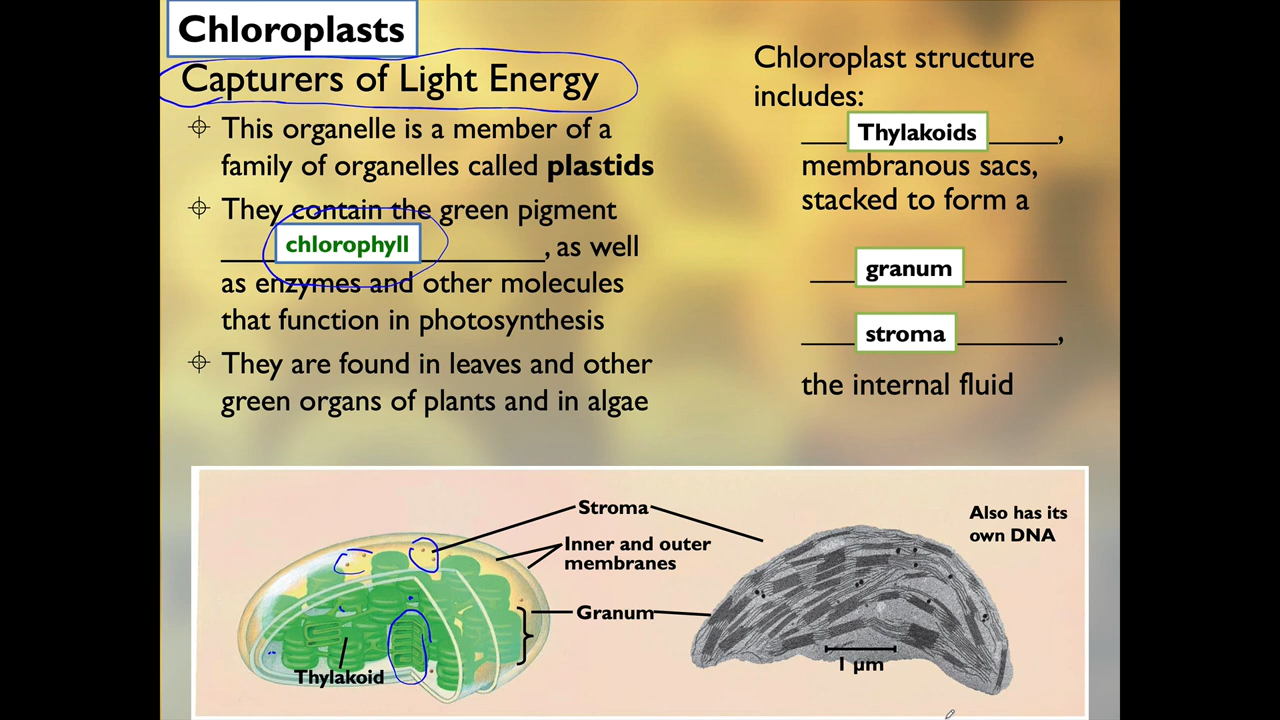 Chloroplasts
Capturers of Light Energy
This organelle is a member of a
family of organelles called plastids
They contain the green pigment
chlorophyll, as well
as enzymes and other molecules
that function in photosynthesis
They are found in leaves and other
green organs of plants and in algae
Chloroplast structure
includes:
Thylakoids,
membranous sacs,
stacked to form a
granum
stroma,
the internal fluid
Stroma
Inner and outer
membranes
Granum
Thylakoid
Also has its
own DNA
1 µm